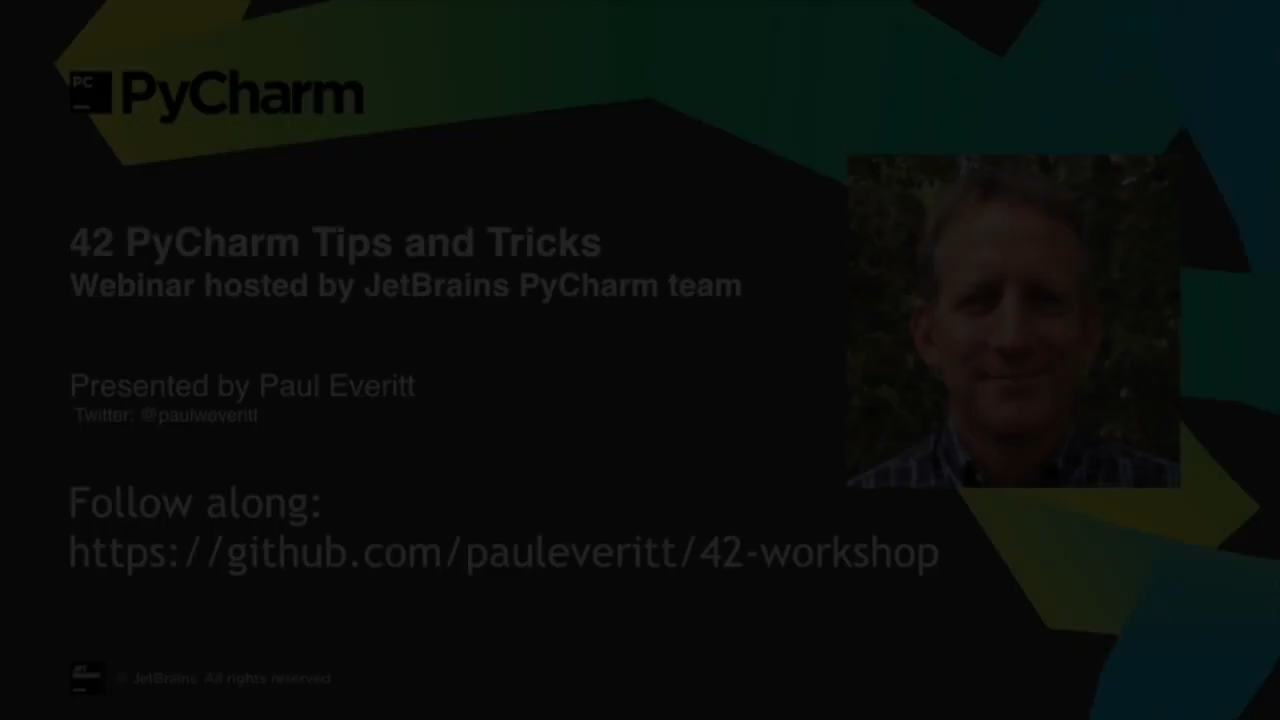 PC
PyCharm
42 PyCharm Tips and Tricks
Webinar hosted by JetBrains PyCharm team
Presented by Paul Everitt
Twitter: @paulweveritt
Follow along:
https://github.com/pauleveritt/42-workshop
© JetBrains. All rights reserved